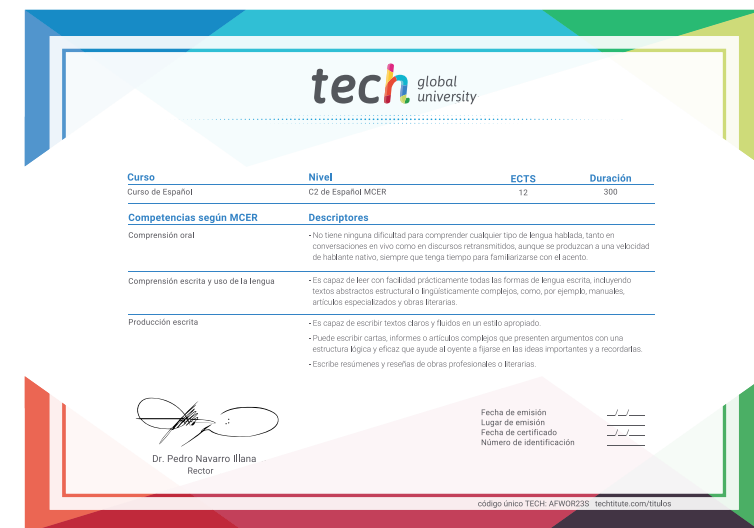 tech global university
Curso Nivel ECTS Duración
Curso de Español C2 de Español MCER 12 300
Competencias según MCER Descriptores
Comprensión oral
- No tiene ninguna dificultad para comprender cualquier tipo de lengua hablada, tanto en
conversaciones en vivo como en discursos retransmitidos, aunque se produzcan a una velocidad
de hablante nativo, siempre que tenga tiempo para familiarizarse con el acento.
Comprensión escrita y uso de la lengua
- Es capaz de leer con facilidad prácticamente todas las formas de lengua escrita, incluyendo
textos abstractos estructural o lingüísticamente complejos, como, por ejemplo, manuales,
artículos especializados y obras literarias.
Producción escrita
- Es capaz de escribir textos claros y fluidos en un estilo apropiado.
- Puede escribir cartas, informes o artículos complejos que presenten argumentos con una
estructura lógica y eficaz que ayude al oyente a fijarse en las ideas importantes y a recordarlas.
- Escribe resúmenes y reseñas de obras profesionales o literarias.
Dr. Pedro Navarro Illana
Rector
Fecha de emisión __/__/____
Lugar de emisión ________
Fecha de certificado __/__/____
Número de identificación ________
código único TECH: AFWOR23S techtitute.com/titulos